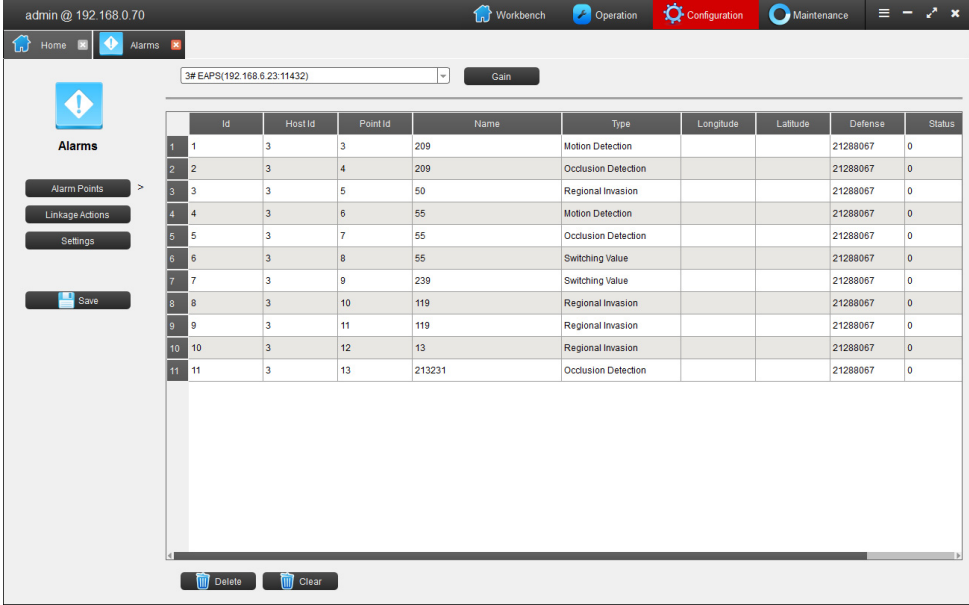 admin @ 192.168.0.70 Workbench Operation Configuration Maintenance
Home Alarms
3# EAPS(192.168.6.23:11432) Gain
Alarms
Alarm Points >
Linkage Actions
Settings
Save
Id Host Id Point Id Name Type Longitude Latitude Defense Status
1 1 3 3 209 Motion Detection 21288067 0
2 2 3 4 209 Occlusion Detection 21288067 0
3 3 3 5 50 Regional Invasion 21288067 0
4 4 3 6 55 Motion Detection 21288067 0
5 5 3 7 55 Occlusion Detection 21288067 0
6 6 3 8 55 Switching Value 21288067 0
7 7 3 9 239 Switching Value 21288067 0
8 8 3 10 119 Regional Invasion 21288067 0
9 9 3 11 119 Regional Invasion 21288067 0
10 10 3 12 13 Regional Invasion 21288067 0
11 11 3 13 213231 Occlusion Detection 21288067 0
Delete Clear